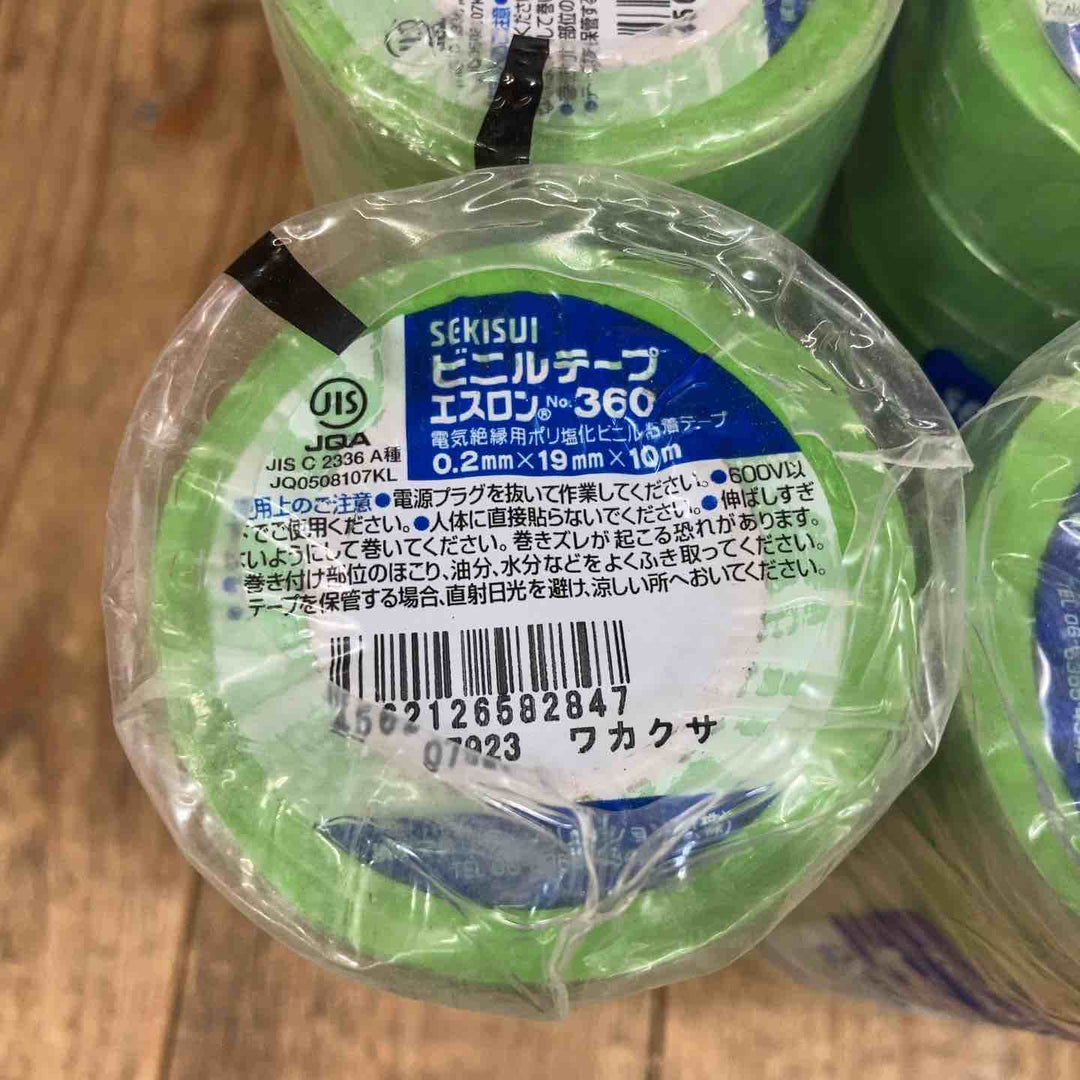 SEKISUI
ビニルテープ
エスロン® No.360
電気絶縁用ポリ塩化ビニル
テープ
0.2mm×19mm×10m
JIS
JQA
JIS C 2336 A種
JQ0508107KL
用上のご注意 ●電源プラグを抜いて作業してください。 ●600V以
でご使用ください。 ●人体に直接貼らないでください。 ●伸ばしすぎ
いようにして巻いてください。巻きズレが起こる恐れがあります。
巻き付け部位のほこり、油分、水分などをよくふき取ってください。
テープを保管する場合、直射日光を避け、涼しい所へおいてください。
4562126582847
07923 ワカクサ